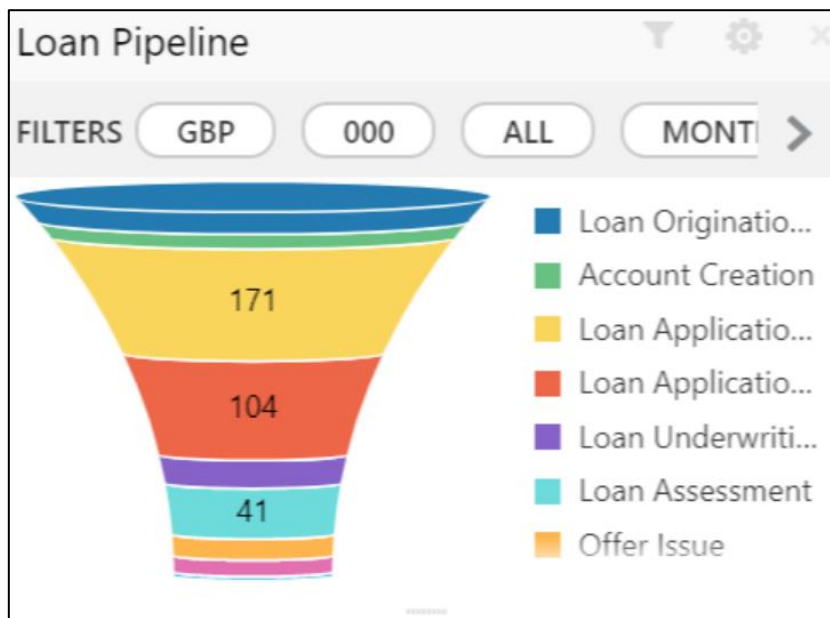 Loan Pipeline
FILTERS GBP 000 ALL MONT
171
104
41
Loan Originatio...
Account Creation
Loan Applicatio...
Loan Applicatio...
Loan Underwriti...
Loan Assessment
Offer Issue